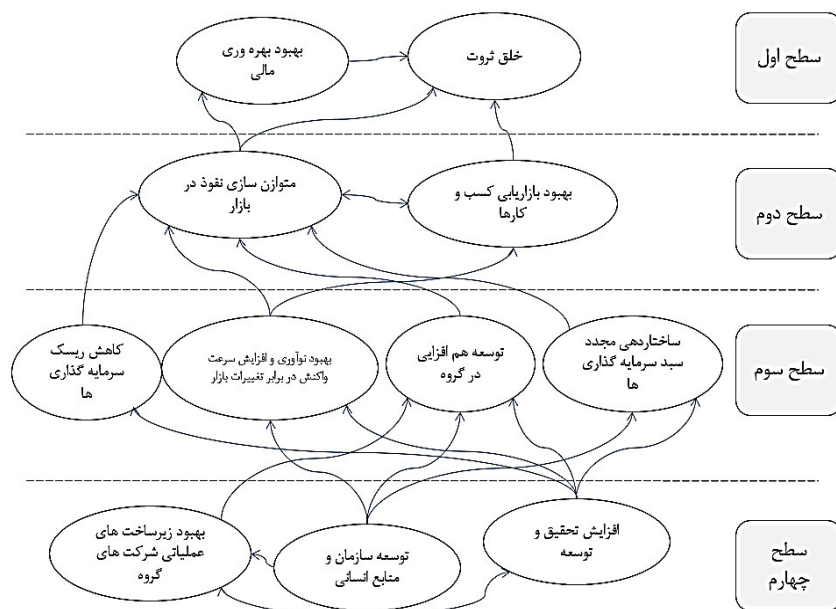 سطح اول
خلق ثروت
بهبود بهره وری
مالی
سطح دوم
بهبود بازاریابی کسب و
کارها
متوازن سازی نفوذ در
بازار
سطح سوم
ساختاردهی مجدد
سبد سرمایه گذاری
ها
توسعه هم افزایی
در گروه
بهبود نوآوری و افزایش سرعت
واکنش در برابر تغییرات بازار
کاهش ریسک
سرمایه گذاری
ها
سطح
چهارم
افزایش تحقیق و
توسعه
توسعه سازمان و
منابع انسانی
بهبود زیرساخت های
عملیاتی شرکت های
گروه